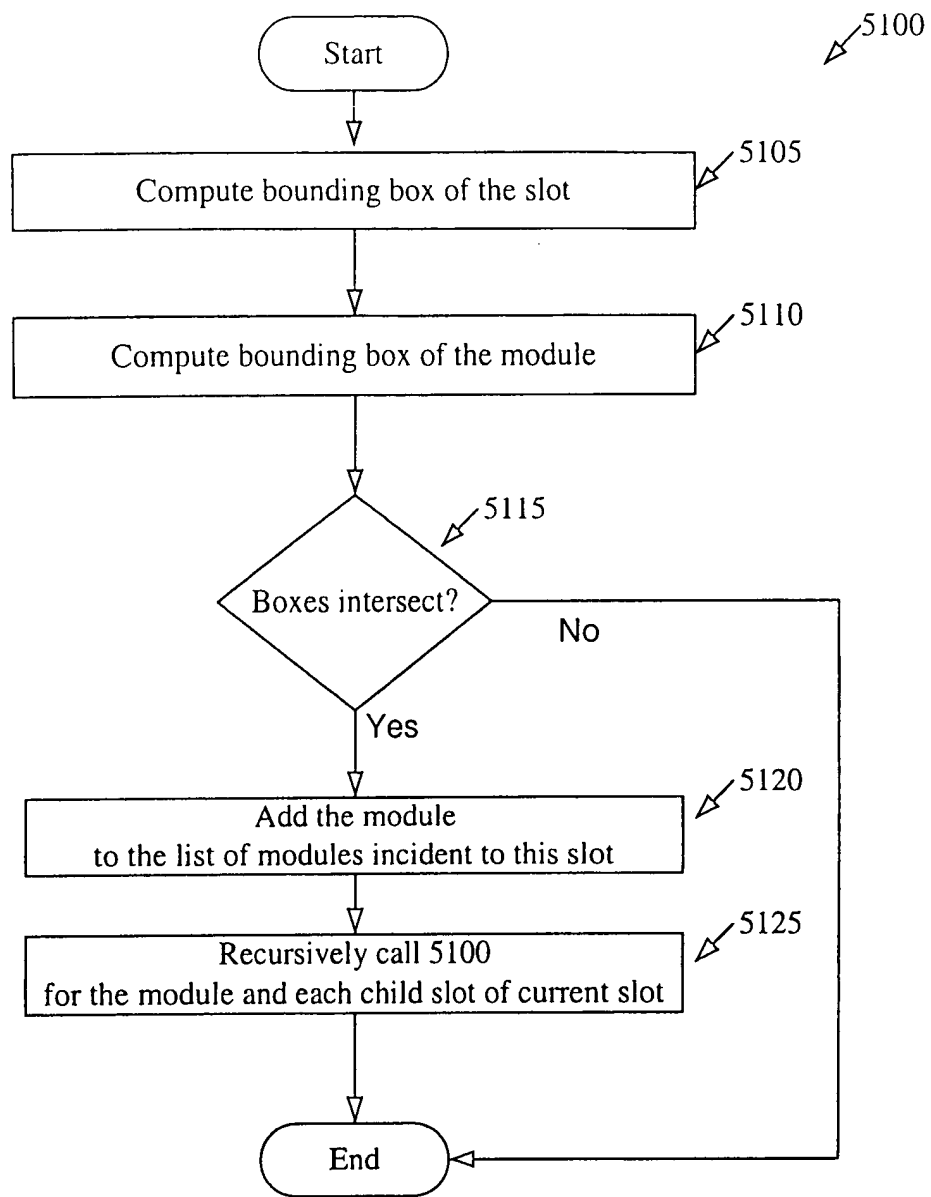 5100
Start
5105
Compute bounding box of the slot
5110
Compute bounding box of the module
5115
Boxes intersect?
No
Yes
5120
Add the module
to the list of modules incident to this slot
5125
Recursively call 5100
for the module and each child slot of current slot
End